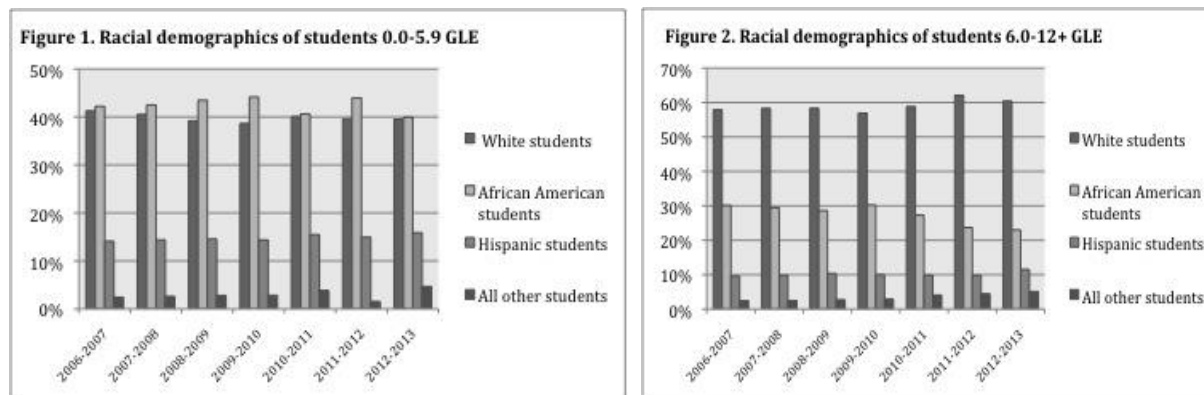 Figure 1. Racial demographics of students 0.0-5.9 GLE
50%
40%
30%
20%
10%
0%
2006-2007
2007-2008
2008-2009
2009-2010
2010-2011
2011-2012
2012-2013
White students
African American
students
Hispanic students
All other students
Figure 2. Racial demographics of students 6.0-12+ GLE
70%
60%
50%
40%
30%
20%
10%
0%
2006-2007
2007-2008
2008-2009
2009-2010
2010-2011
2011-2012
2012-2013
White students
African American
students
Hispanic students
All other students